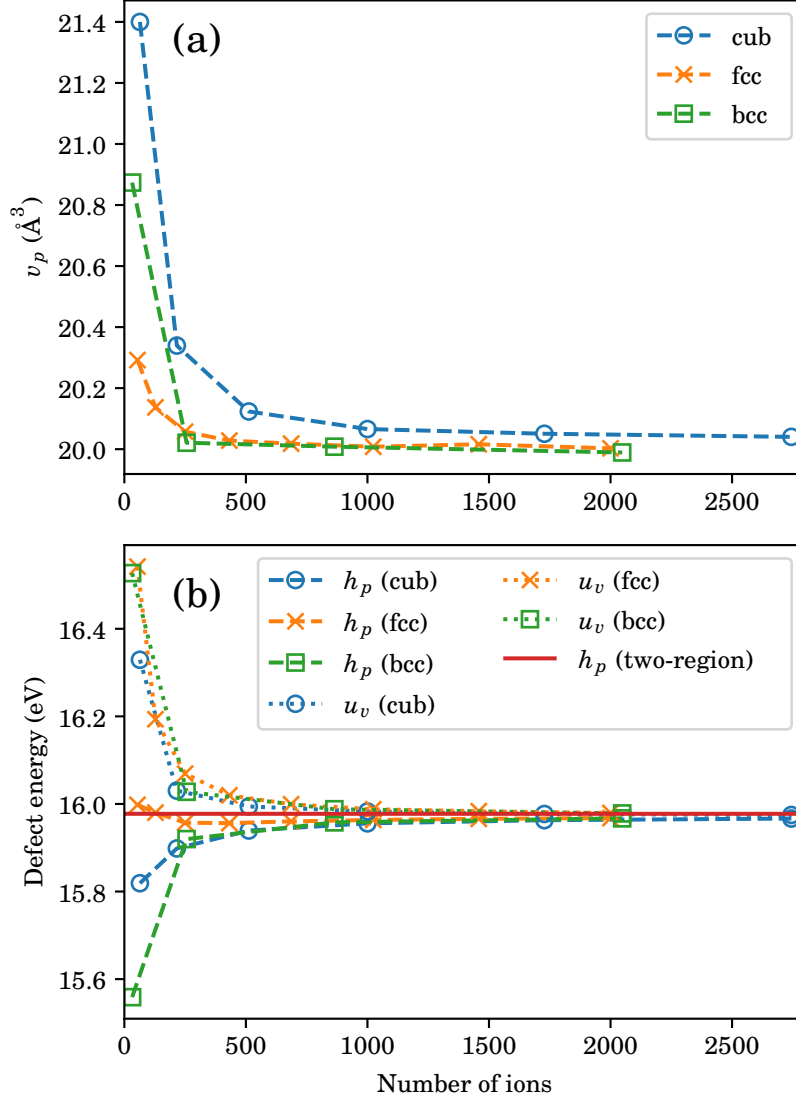 (a)
cub
fcc
bcc
21.4
21.2
21.0
20.8
20.6
20.4
20.2
20.0
v_p (Å³)
0 500 1000 1500 2000 2500
(b)
h_p (cub)
h_p (fcc)
h_p (bcc)
u_v (cub)
u_v (fcc)
u_v (bcc)
h_p (two-region)
16.4
16.2
16.0
15.8
15.6
Defect energy (eV)
0 500 1000 1500 2000 2500
Number of ions